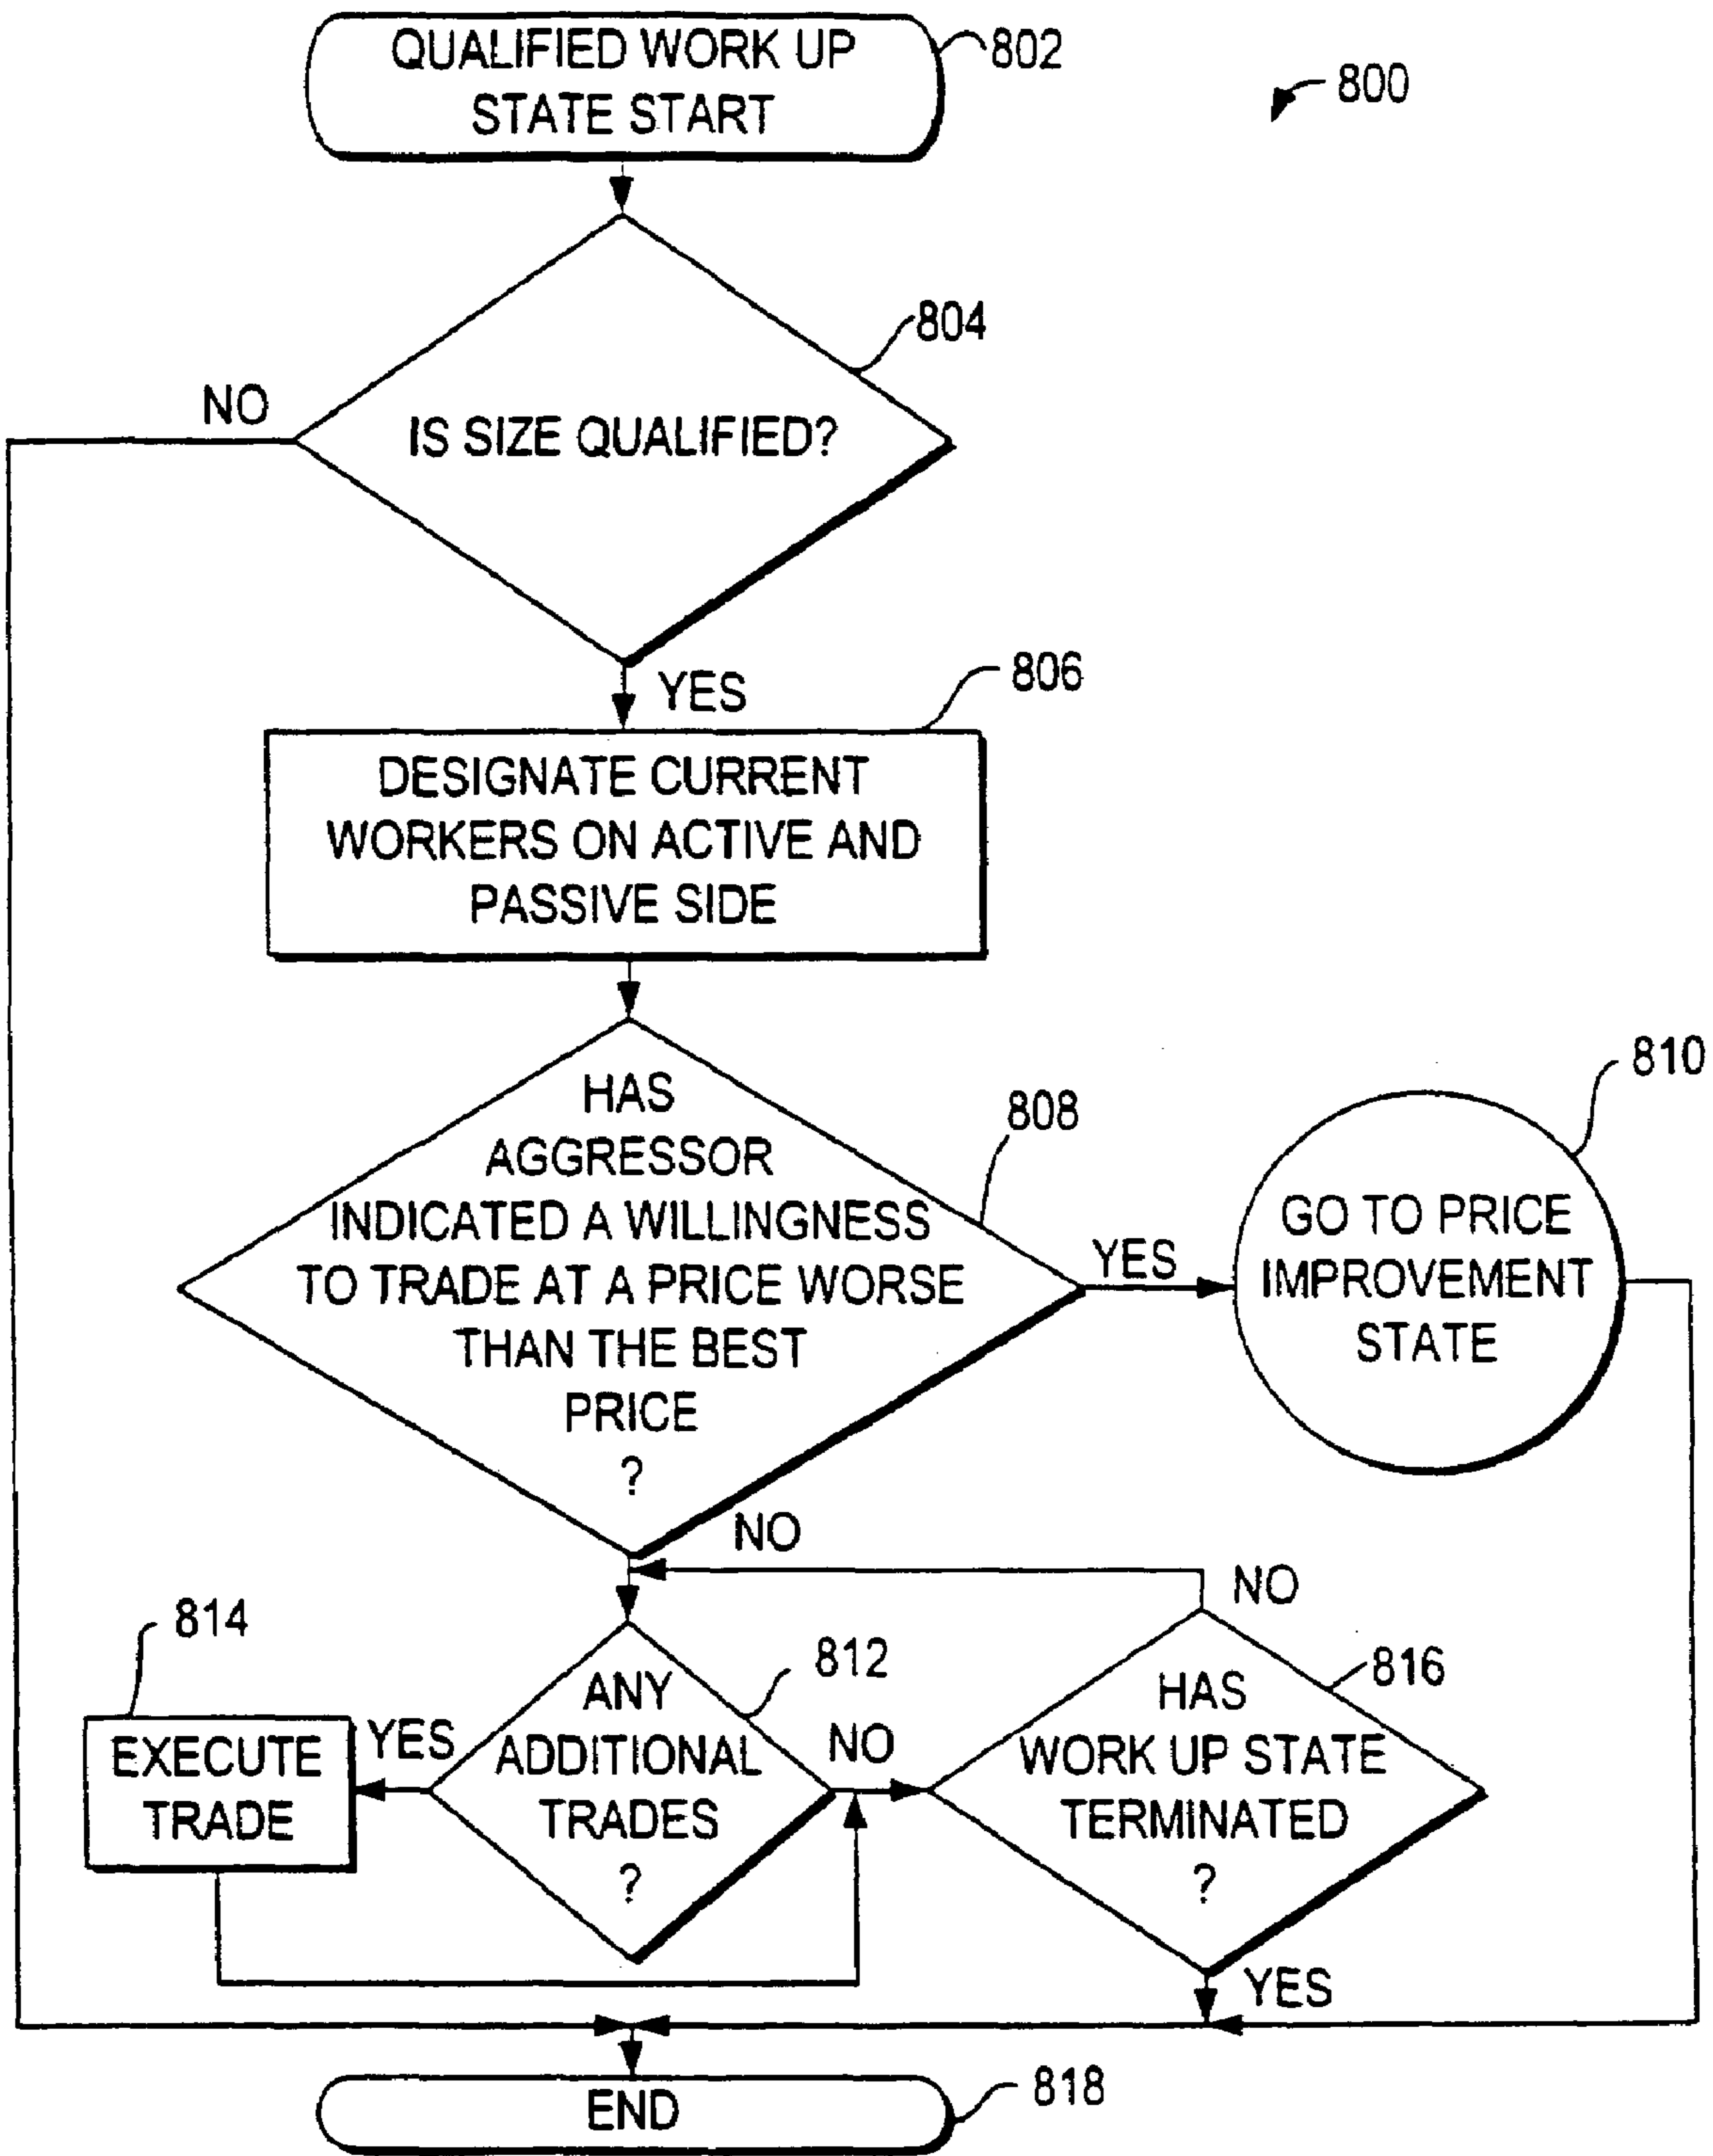 QUALIFIED WORK UP
STATE START
802
800
804
NO
IS SIZE QUALIFIED?
YES
806
DESIGNATE CURRENT
WORKERS ON ACTIVE AND
PASSIVE SIDE
HAS
AGGRESSOR
INDICATED A WILLINGNESS
TO TRADE AT A PRICE WORSE
THAN THE BEST
PRICE
?
808
YES
810
GO TO PRICE
IMPROVEMENT
STATE
NO
814
EXECUTE
TRADE
YES
ANY
ADDITIONAL
TRADES
?
812
NO
NO
HAS
WORK UP STATE
TERMINATED
?
816
YES
END
818